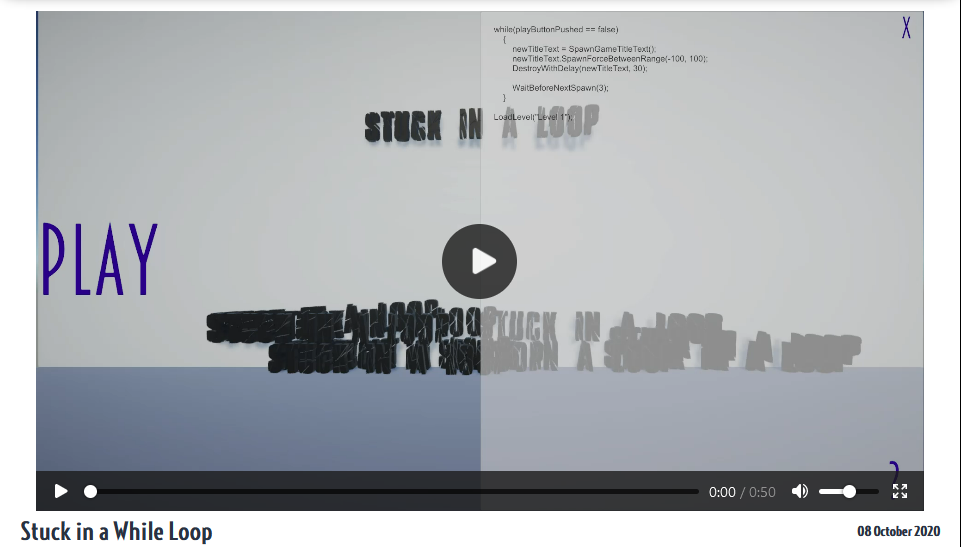 while(playButtonPushed == false)
{
newTitleText = SpawnGameTitleText();
newTitleText.SpawnForceBetweenRange(-100, 100);
DestroyWithDelay(newTitleText, 30);
WaitBeforeNextSpawn(3);
}
LoadLevel("Level 1");
X
STUCK IN A LOOP
PLAY
0:00 / 0:50
Stuck in a While Loop
08 October 2020